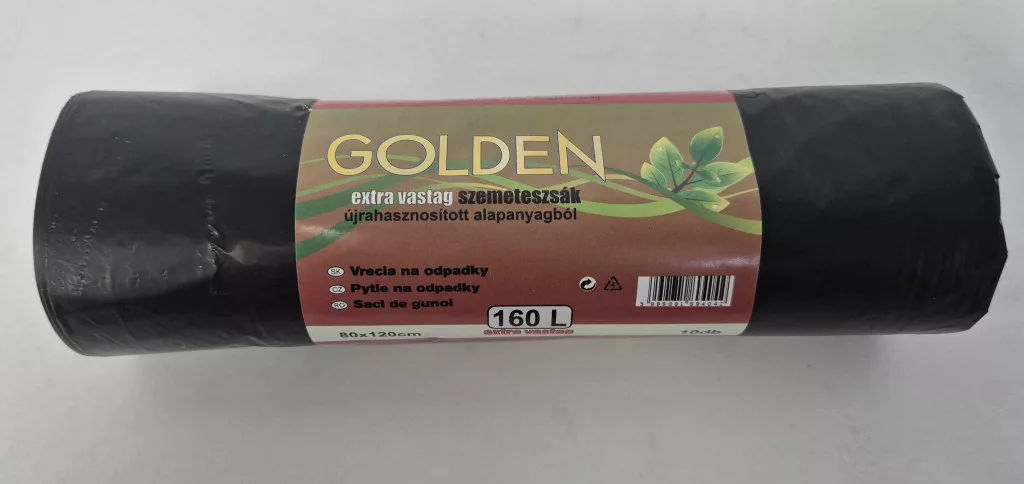 GOLDEN
extra vastag szemeteszsák
újrahasznosított alapanyagból
SK Vrecia na odpadky
CZ Pytle na odpadky
RO Saci de gunoi
160 L
extra vastag
80x120cm
10db